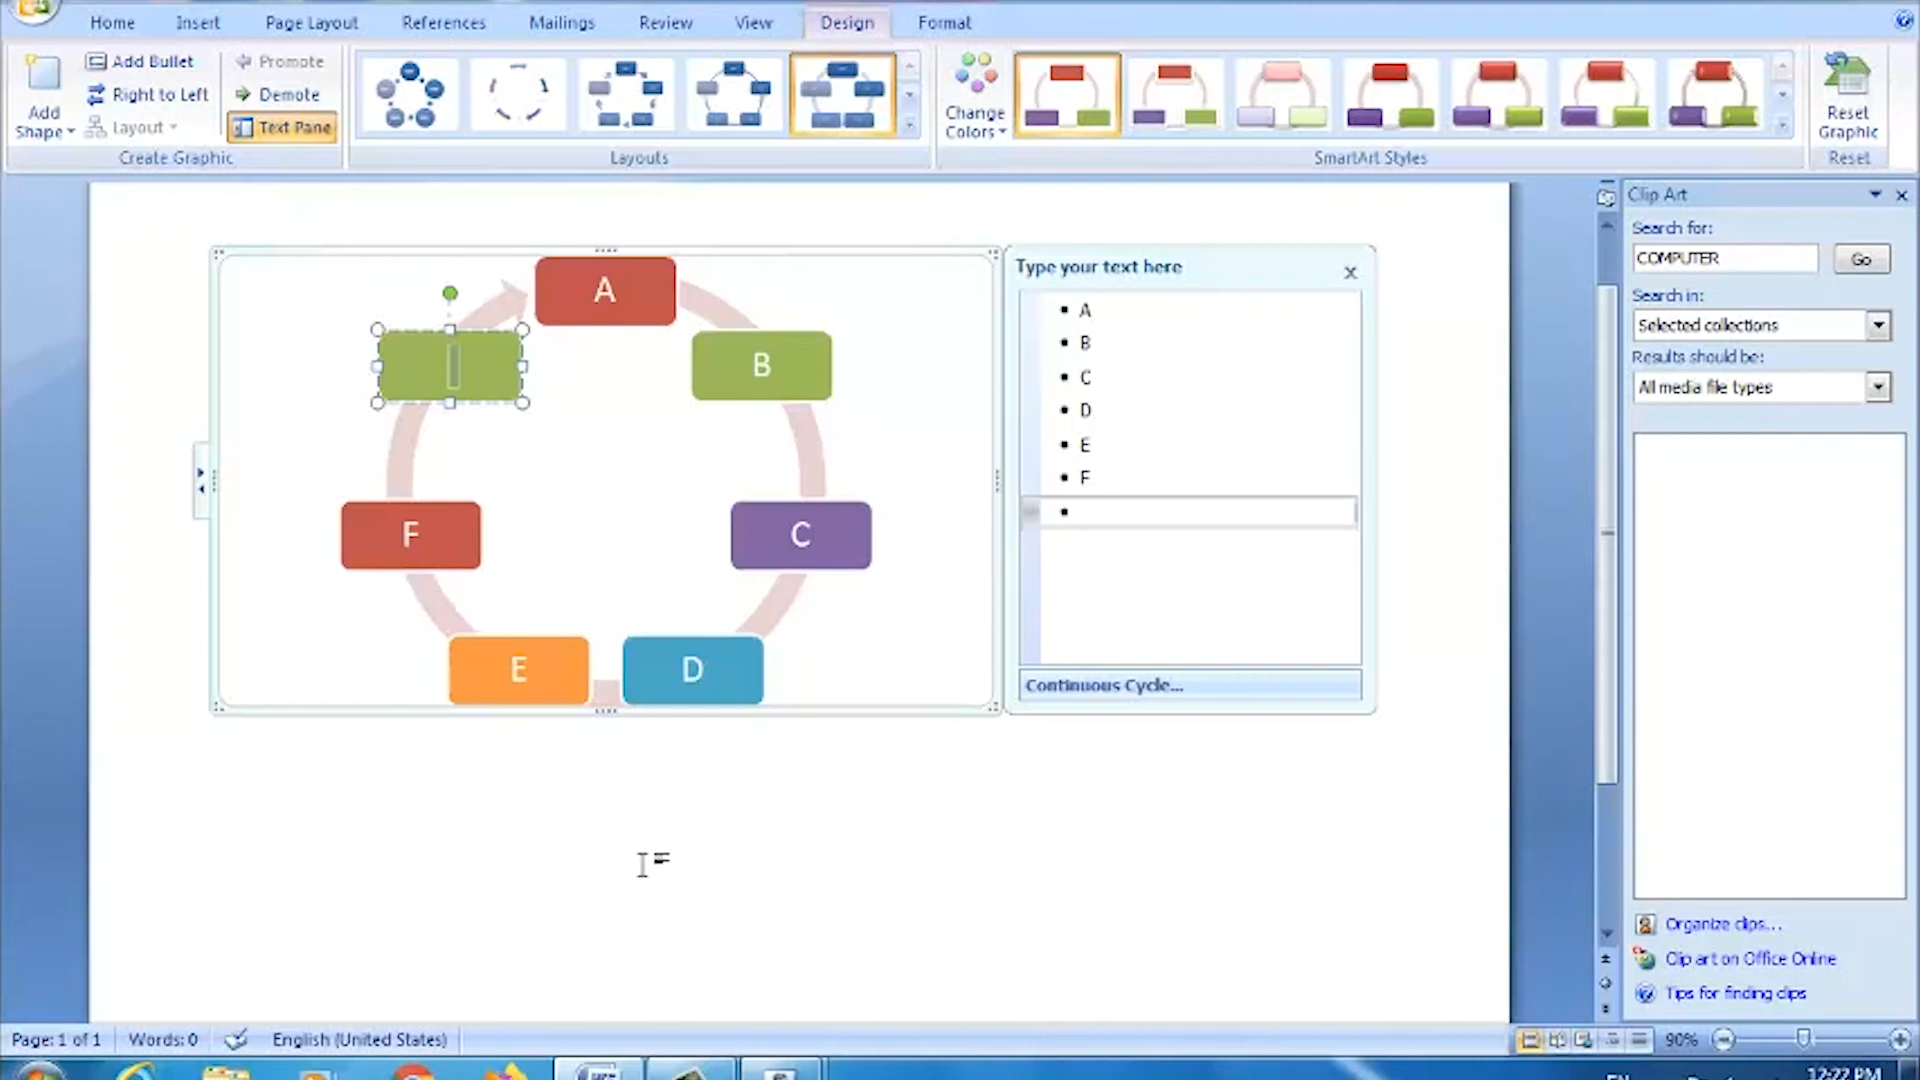 Home Insert Page Layout References Mailings Review View Design Format
Add Shape
Add Bullet
Right to Left
Layout
Promote
Demote
Text Pane
Create Graphic
Layouts
Change Colors
SmartArt Styles
Reset Graphic
Reset
A
B
C
D
E
F
Type your text here
A
B
C
D
E
F
Continuous Cycle...
Clip Art
Search for:
COMPUTER
Go
Search in:
Selected collections
Results should be:
All media file types
Organize clips...
Clip art on Office Online
Tips for finding clips
Page: 1 of 1 Words: 0 English (United States) 90%
12:22 PM